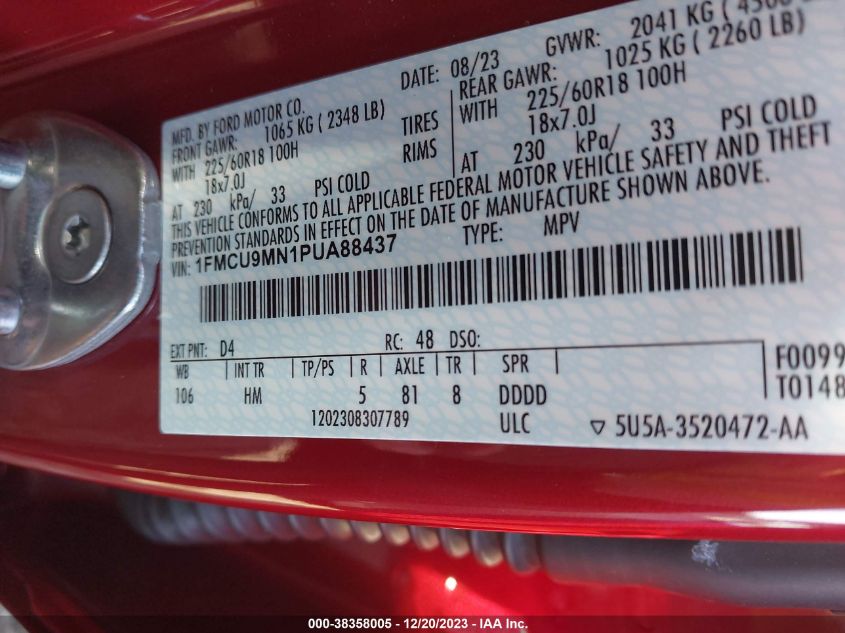 MFD. BY FORD MOTOR CO. DATE: 08/23 GVWR: 2041 KG
FRONT GAWR: 1065 KG ( 2348 LB) REAR GAWR: 1025 KG ( 2260 LB)
WITH 225/60R18 100H TIRES WITH 225/60R18 100H
18x7.0J RIMS 18x7.0J
AT 230 kPa/ 33 PSI COLD AT 230 kPa/ 33 PSI COLD
THIS VEHICLE CONFORMS TO ALL APPLICABLE FEDERAL MOTOR VEHICLE SAFETY AND THEFT
PREVENTION STANDARDS IN EFFECT ON THE DATE OF MANUFACTURE SHOWN ABOVE.
VIN: 1FMCU9MN1PUA88437 TYPE: MPV
EXT PNT: D4 RC: 48 DSO:
WB INT TR TP/PS R AXLE TR SPR F0099
106 HM 5 81 8 DDDD T0148
1202308307789 ULC ▽ 5U5A-3520472-AA
000-38358005 - 12/20/2023 - IAA Inc.